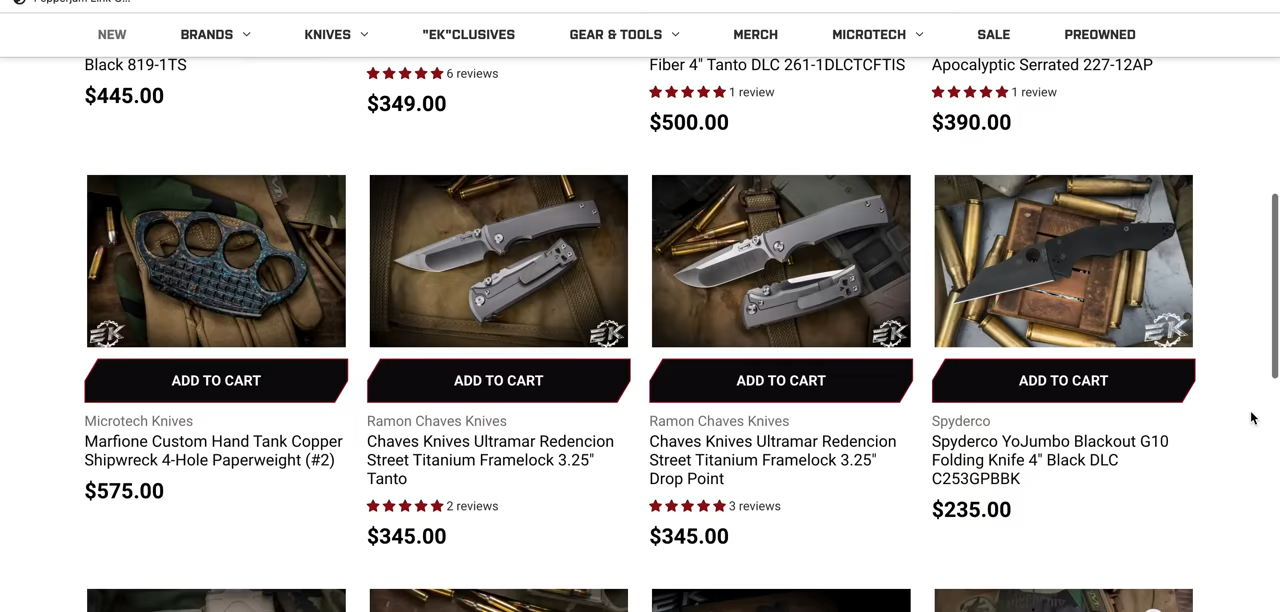 NEW BRANDS KNIVES "EK"CLUSIVES GEAR & TOOLS MERCH MICROTECH SALE PREOWNED
Black 819-1TS
$445.00
6 reviews
$349.00
Fiber 4" Tanto DLC 261-1DLCTCFTIS
1 review
$500.00
Apocalyptic Serrated 227-12AP
1 review
$390.00
EK
EK
EK
EK
ADD TO CART
ADD TO CART
ADD TO CART
ADD TO CART
Microtech Knives
Marfione Custom Hand Tank Copper
Shipwreck 4-Hole Paperweight (#2)
$575.00
Ramon Chaves Knives
Chaves Knives Ultramar Redencion
Street Titanium Framelock 3.25"
Tanto
2 reviews
$345.00
Ramon Chaves Knives
Chaves Knives Ultramar Redencion
Street Titanium Framelock 3.25"
Drop Point
3 reviews
$345.00
Spyderco
Spyderco YoJumbo Blackout G10
Folding Knife 4" Black DLC
C253GPBBK
$235.00